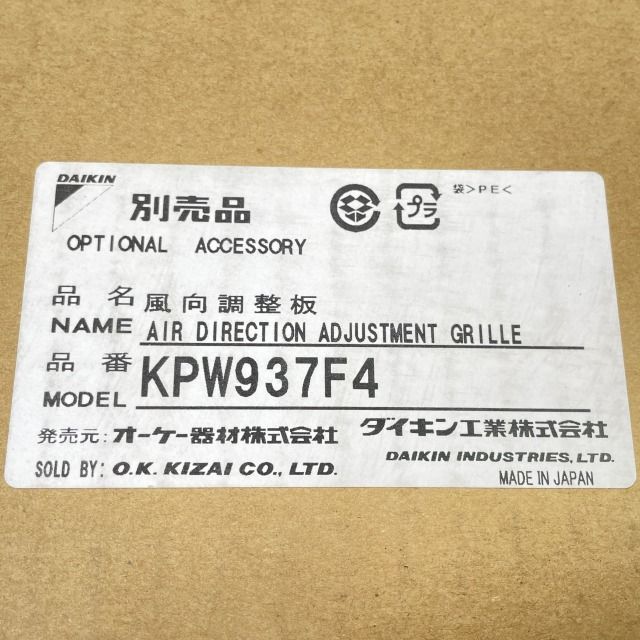 DAIKIN
別売品
プラ
袋>PE<
OPTIONAL ACCESSORY
品名 風向調整板
NAME AIR DIRECTION ADJUSTMENT GRILLE
品番 KPW937F4
MODEL
発売元: オーケー器材株式会社 ダイキン工業株式会社
SOLD BY: O.K. KIZAI CO., LTD. DAIKIN INDUSTRIES, LTD.
MADE IN JAPAN